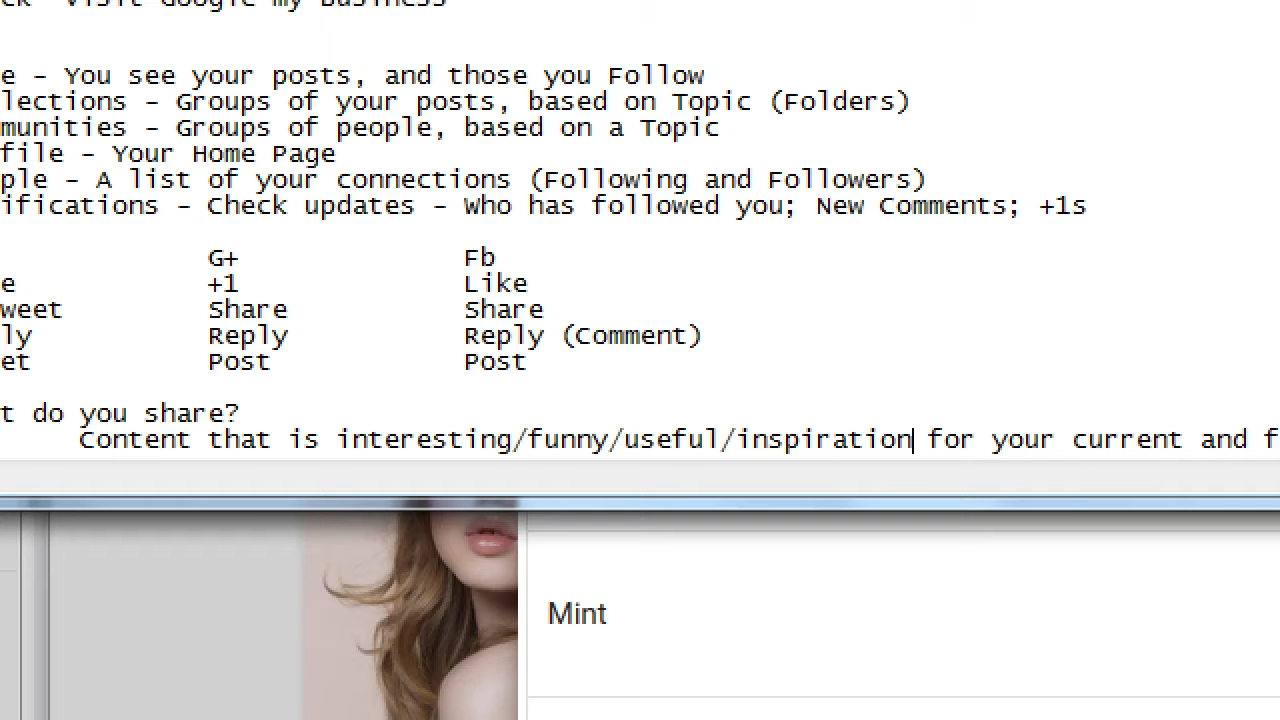 ck visit Google my Business
e – You see your posts, and those you Follow
lections – Groups of your posts, based on Topic (Folders)
munities – Groups of people, based on a Topic
file – Your Home Page
ple – A list of your connections (Following and Followers)
ifications – Check updates – Who has followed you; New Comments; +1s
G+ Fb
e +1 Like
weet Share Share
ly Reply Reply (Comment)
et Post Post
t do you share?
Content that is interesting/funny/useful/inspiration for your current and f
Mint